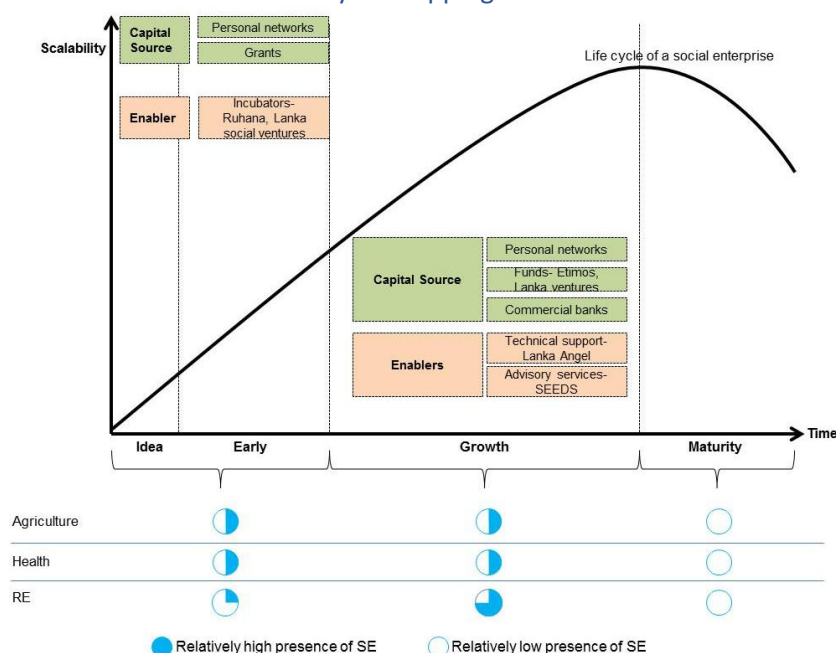 Scalability
Capital
Source
Personal networks
Grants
Enabler
Incubators-
Ruhana, Lanka
social ventures
Life cycle of a social enterprise
Capital Source
Personal networks
Funds- Etimos,
Lanka ventures
Commercial banks
Enablers
Technical support-
Lanka Angel
Advisory services-
SEEDS
Time
Idea
Early
Growth
Maturity
Agriculture
Health
RE
Relatively high presence of SE
Relatively low presence of SE